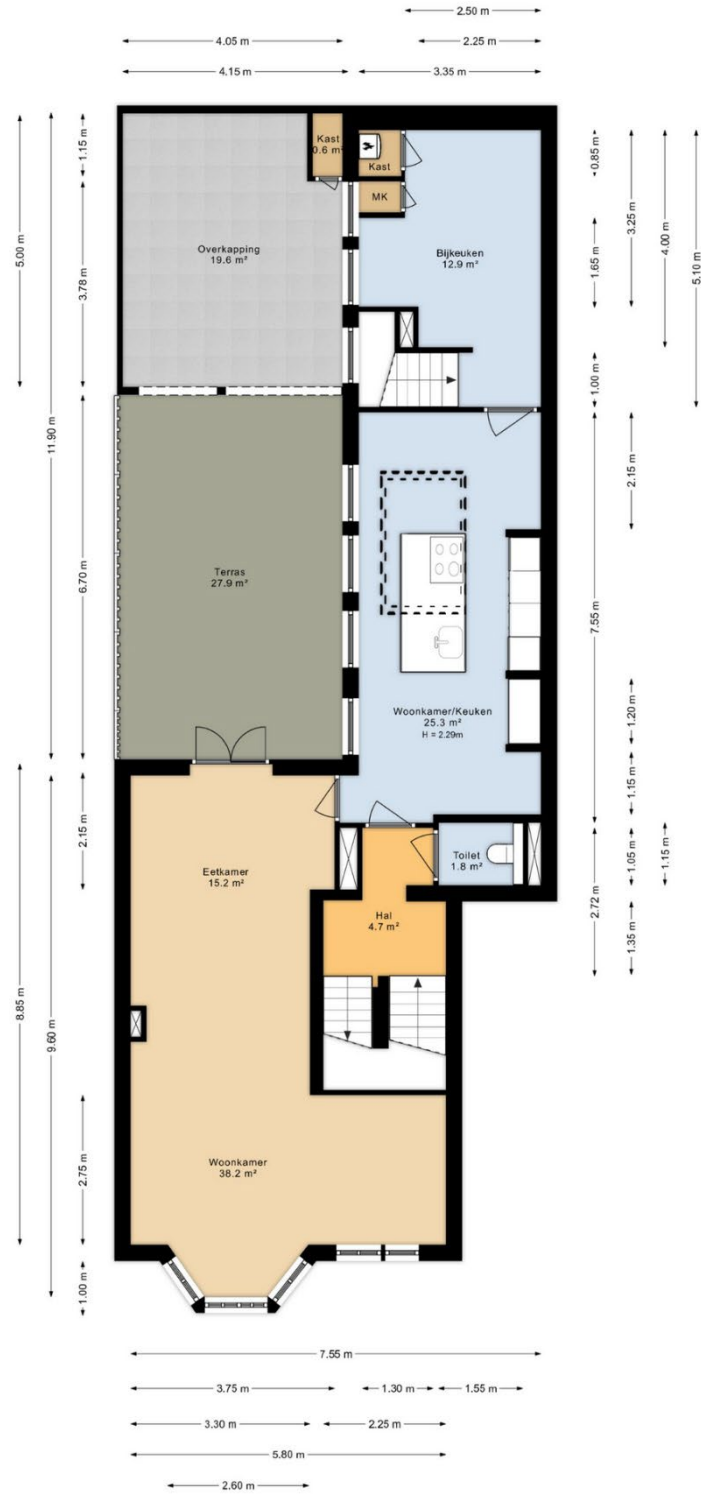 2.50 m
4.05 m
2.25 m
4.15 m
3.35 m
Kast
0.6 m²
Kast
MK
Overkapping
19.6 m²
Bijkeuken
12.9 m²
1.15 m
0.85 m
3.25 m
4.00 m
5.10 m
5.00 m
3.78 m
1.65 m
1.00 m
11.90 m
2.15 m
Terras
27.9 m²
6.70 m
7.55 m
Woonkamer/Keuken
25.3 m²
H = 2.29m
1.20 m
1.15 m
2.15 m
Eetkamer
15.2 m²
Toilet
1.8 m²
1.05 m
1.15 m
2.72 m
Hal
4.7 m²
1.35 m
8.85 m
9.60 m
Woonkamer
38.2 m²
2.75 m
1.00 m
7.55 m
3.75 m
1.30 m
1.55 m
3.30 m
2.25 m
5.80 m
2.60 m